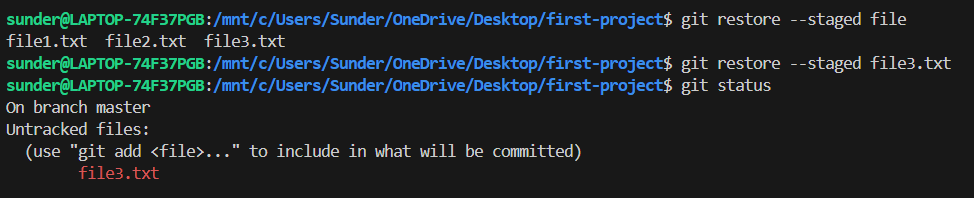 sunder@LAPTOP-74F37PGB:/mnt/c/Users/Sunder/OneDrive/Desktop/first-project$ git restore --staged file
file1.txt  file2.txt  file3.txt
sunder@LAPTOP-74F37PGB:/mnt/c/Users/Sunder/OneDrive/Desktop/first-project$ git restore --staged file3.txt
sunder@LAPTOP-74F37PGB:/mnt/c/Users/Sunder/OneDrive/Desktop/first-project$ git status
On branch master
Untracked files:
  (use "git add <file>..." to include in what will be committed)
        file3.txt